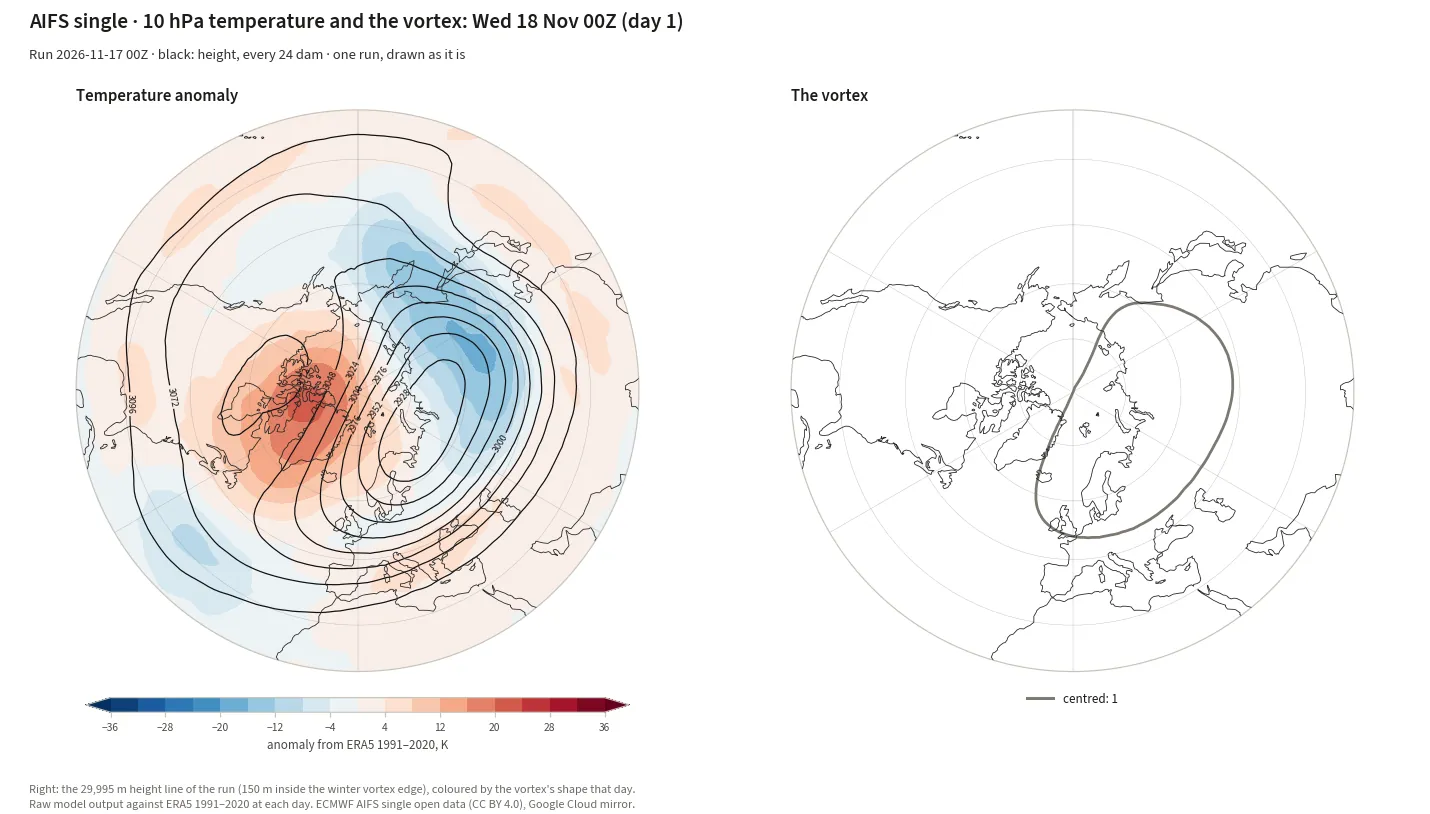 AIFS single · 10 hPa temperature and the vortex: Wed 18 Nov 00Z (day 1)
Run 2026-11-17 00Z · black: height, every 24 dam · one run, drawn as it is
Temperature anomaly
The vortex
3096
3072
3048
3024
3000
2976
2952
2928
3000
−36 −28 −20 −12 −4 4 12 20 28 36
anomaly from ERA5 1991–2020, K
centred: 1
Right: the 29,995 m height line of the run (150 m inside the winter vortex edge), coloured by the vortex's shape that day.
Raw model output against ERA5 1991–2020 at each day. ECMWF AIFS single open data (CC BY 4.0), Google Cloud mirror.